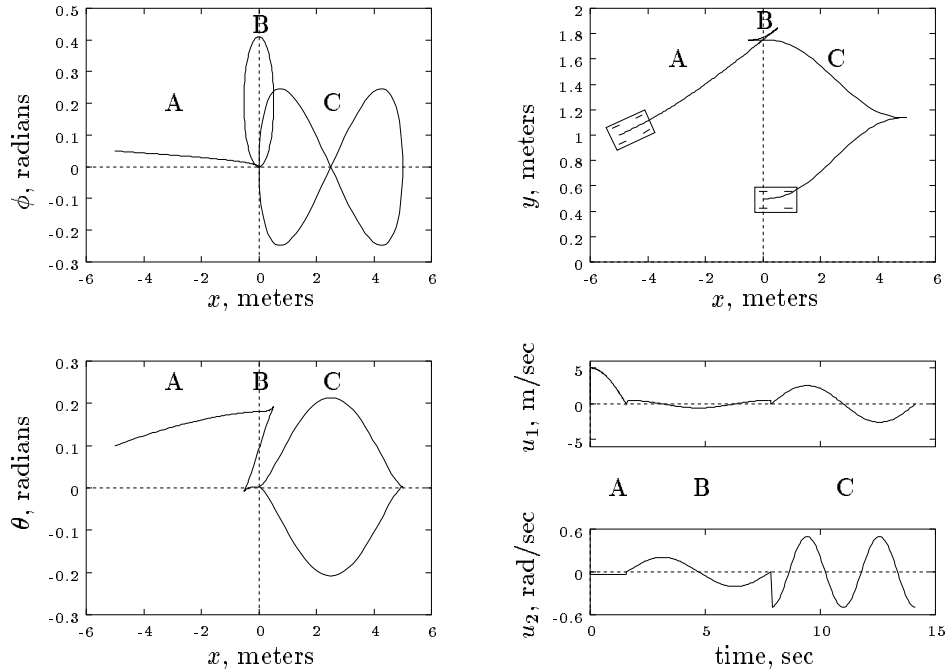 0.5
0.4
0.3
0.2
0.1
0
-0.1
-0.2
-0.3
ϕ, radians
A
B
C
-6 -4 -2 0 2 4 6
x, meters
2
1.8
1.6
1.4
1.2
1
0.8
0.6
0.4
0.2
0
y, meters
A
B
C
-6 -4 -2 0 2 4 6
x, meters
0.3
0.2
0.1
0
-0.1
-0.2
-0.3
θ, radians
A
B
C
-6 -4 -2 0 2 4 6
x, meters
5
0
-5
u1, m/sec
A B C
0.6
0
-0.6
u2, rad/sec
0 5 10 15
time, sec